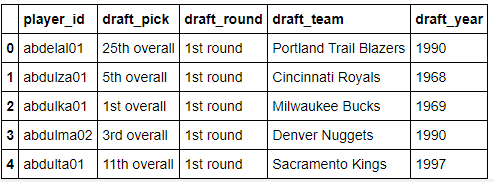 player_id draft_pick draft_round draft_team draft_year
0 abdelal01 25th overall 1st round Portland Trail Blazers 1990
1 abdulza01 5th overall 1st round Cincinnati Royals 1968
2 abdulka01 1st overall 1st round Milwaukee Bucks 1969
3 abdulma02 3rd overall 1st round Denver Nuggets 1990
4 abdulta01 11th overall 1st round Sacramento Kings 1997